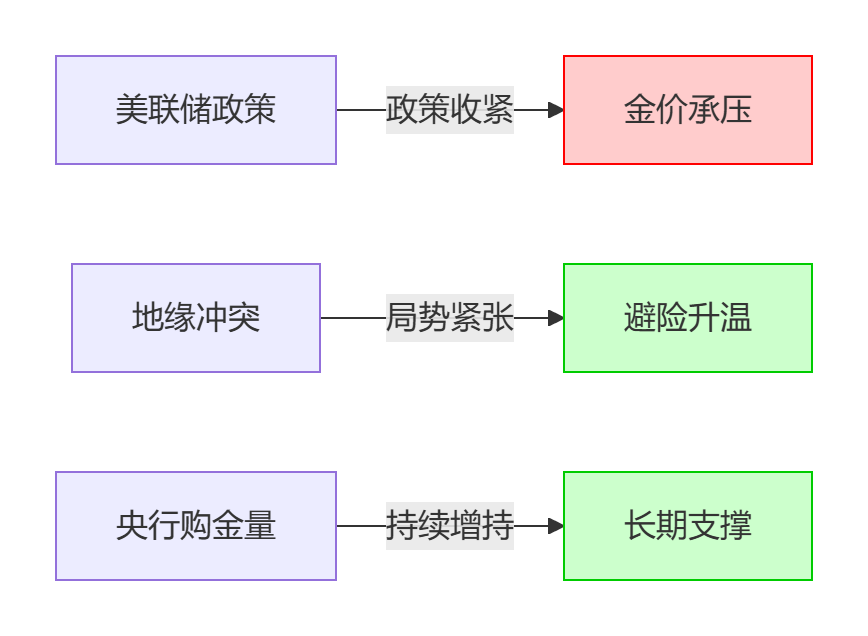 美联储政策 政策收紧 金价承压
地缘冲突 局势紧张 避险升温
央行购金量 持续增持 长期支撑